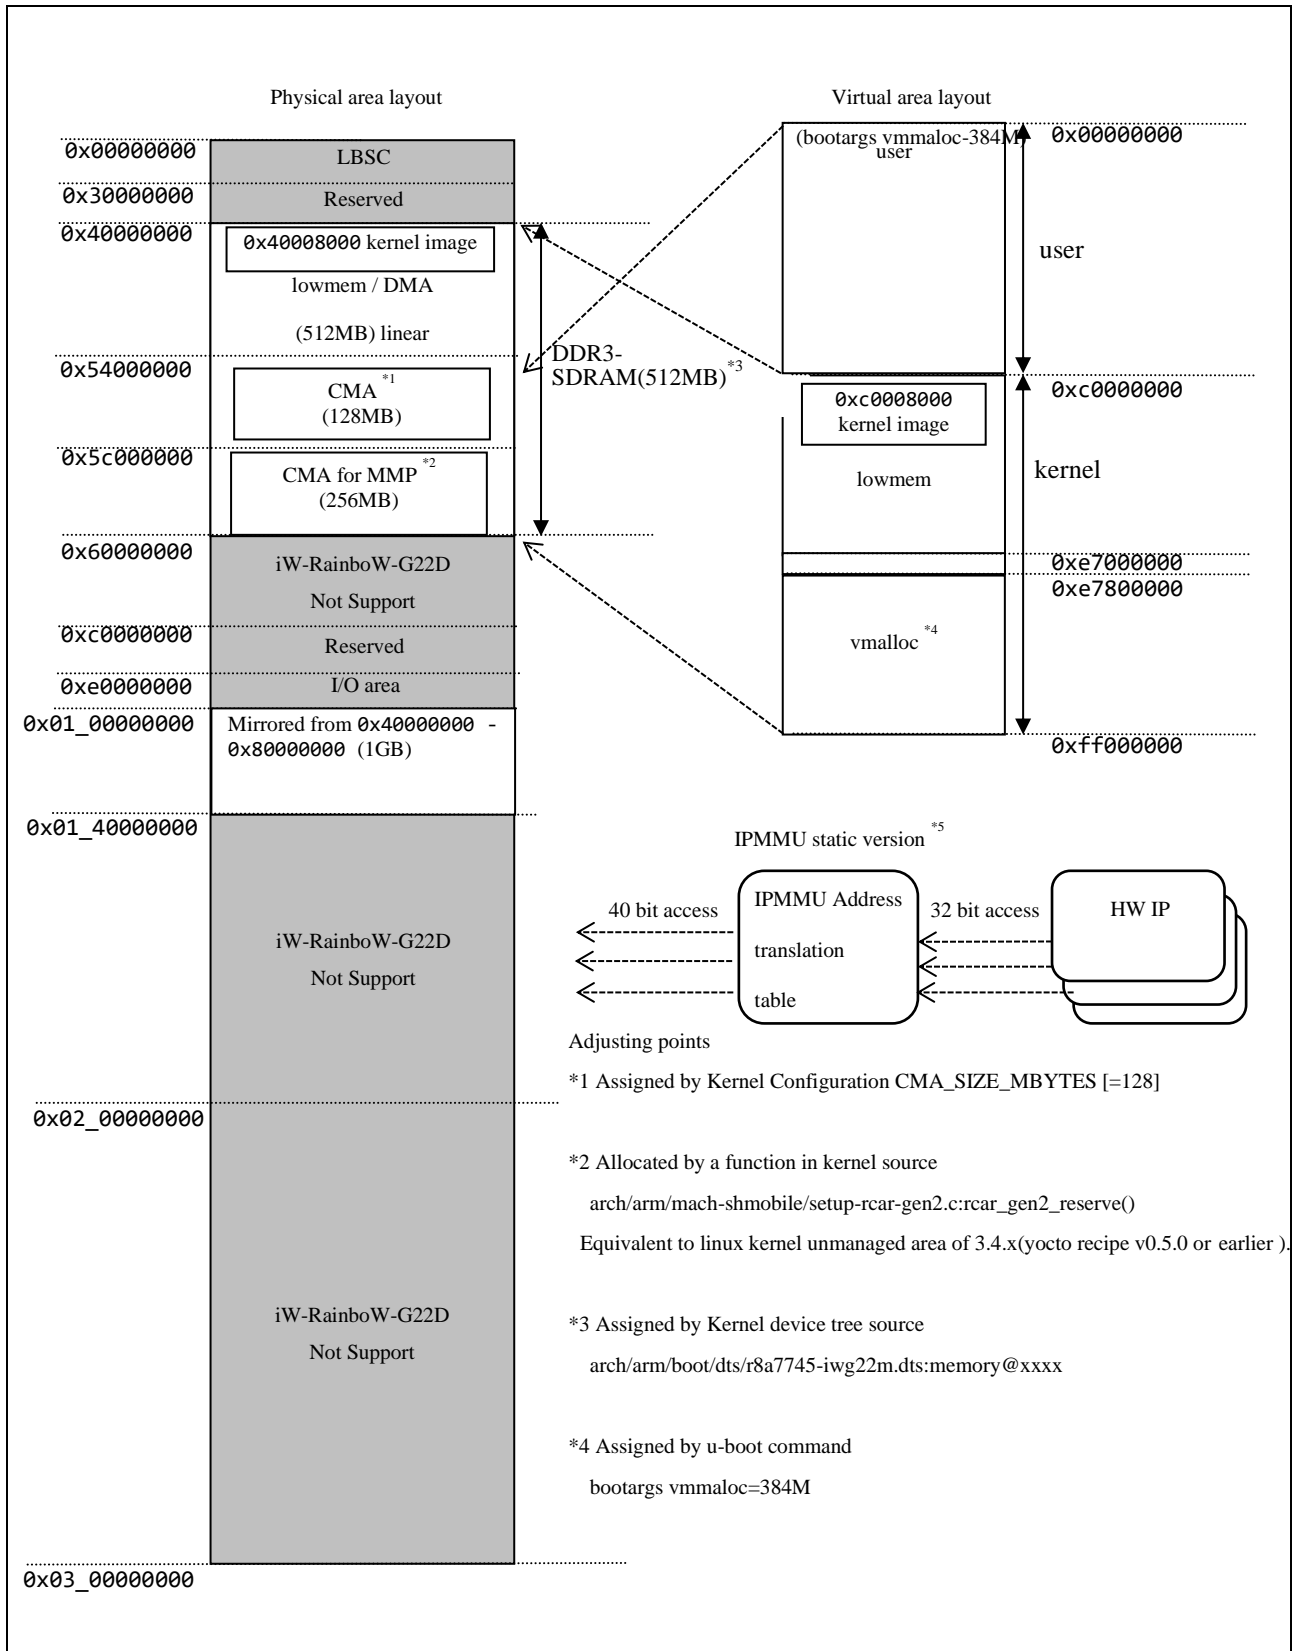 Physical area layout
0x00000000
LBSC
0x30000000
Reserved
0x40000000
0x40008000 kernel image
lowmem / DMA
(512MB) linear
0x54000000
CMA *1
(128MB)
0x5c000000
CMA for MMP *2
(256MB)
DDR3-
SDRAM(512MB) *3
0x60000000
iW-RainboW-G22D
Not Support
0xc0000000
Reserved
0xe0000000
I/O area
0x01_00000000
Mirrored from 0x40000000 -
0x80000000 (1GB)
0x01_40000000
iW-RainboW-G22D
Not Support
0x02_00000000
iW-RainboW-G22D
Not Support
0x03_00000000
Virtual area layout
(bootargs vmmaloc-384M)
user
0x00000000
user
0xc0000000
0xc0008000
kernel image
lowmem
kernel
0xe7000000
0xe7800000
vmalloc *4
0xff000000
IPMMU static version *5
40 bit access
IPMMU Address
translation
table
32 bit access
HW IP
Adjusting points
*1 Assigned by Kernel Configuration CMA_SIZE_MBYTES [=128]
*2 Allocated by a function in kernel source
arch/arm/mach-shmobile/setup-rcar-gen2.c:rcar_gen2_reserve()
Equivalent to linux kernel unmanaged area of 3.4.x(yocto recipe v0.5.0 or earlier ).
*3 Assigned by Kernel device tree source
arch/arm/boot/dts/r8a7745-iwg22m.dts:memory@xxxx
*4 Assigned by u-boot command
bootargs vmmaloc=384M